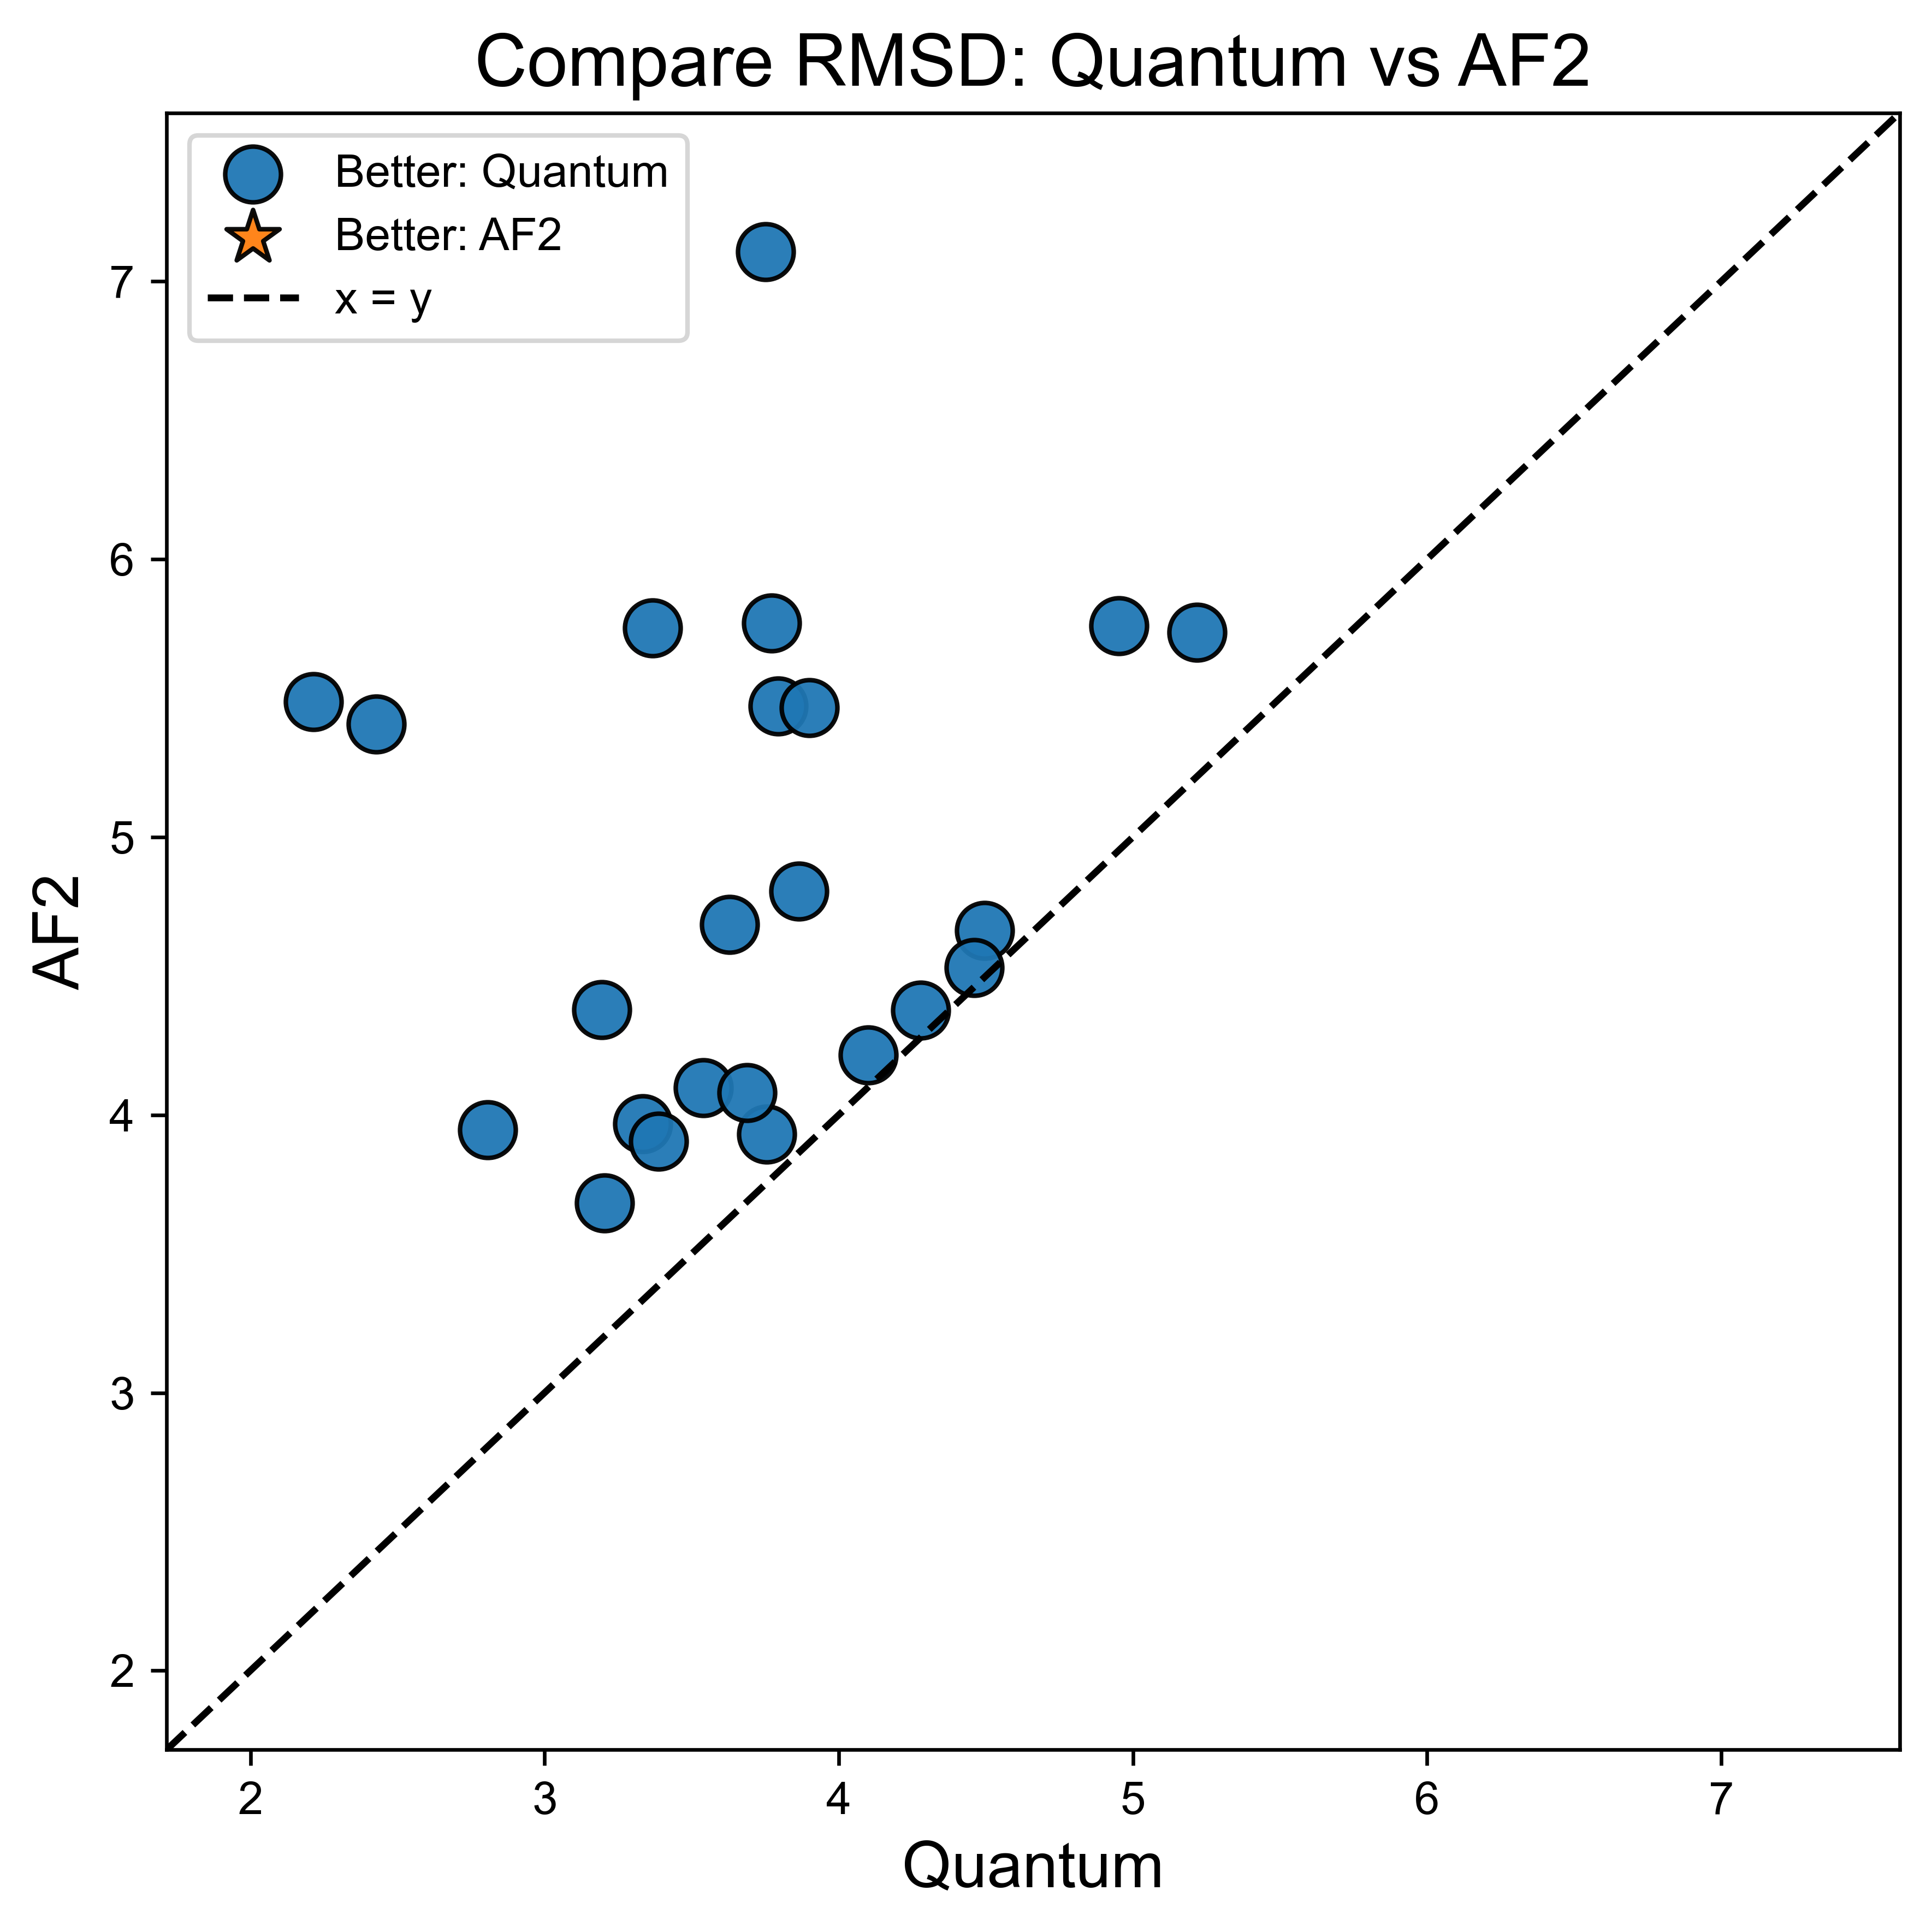 Compare RMSD: Quantum vs AF2
Better: Quantum
Better: AF2
x = y
7
6
5
4
3
2
AF2
2 3 4 5 6 7
Quantum